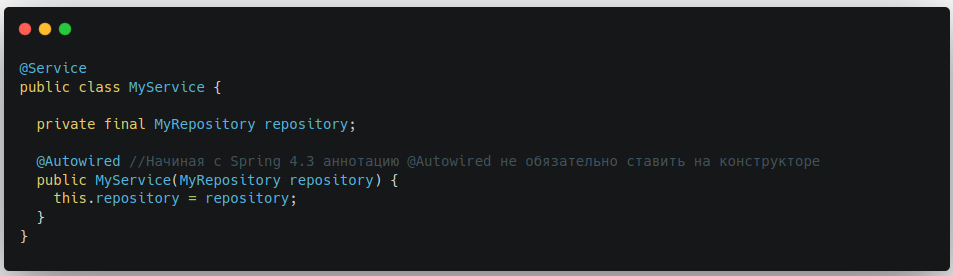 @Service
public class MyService {
private final MyRepository repository;
@Autowired //Начиная с Spring 4.3 аннотацию @Autowired не обязательно ставить на конструкторе
public MyService(MyRepository repository) {
this.repository = repository;
}
}